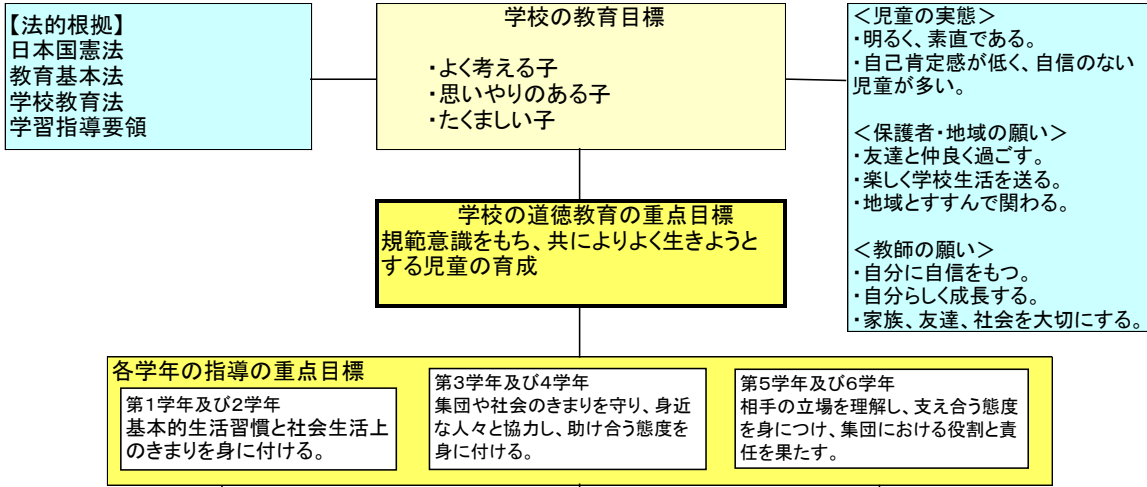 【法的根拠】
日本国憲法
教育基本法
学校教育法
学習指導要領
学校の教育目標
・よく考える子
・思いやりのある子
・たくましい子
＜児童の実態＞
・明るく、素直である。
・自己肯定感が低く、自信のない
児童が多い。
＜保護者・地域の願い＞
・友達と仲良く過ごす。
・楽しく学校生活を送る。
・地域とすすんで関わる。
＜教師の願い＞
・自分に自信をもつ。
・自分らしく成長する。
・家族、友達、社会を大切にする。
学校の道徳教育の重点目標
規範意識をもち、共によりよく生きようと
する児童の育成
各学年の指導の重点目標
第１学年及び２学年
基本的生活習慣と社会生活上
のきまりを身に付ける。
第３学年及び４学年
集団や社会のきまりを守り、身近
な人々と協力し、助け合う態度を
身に付ける。
第５学年及び６学年
相手の立場を理解し、支え合う態度
を身につけ、集団における役割と責
任を果たす。